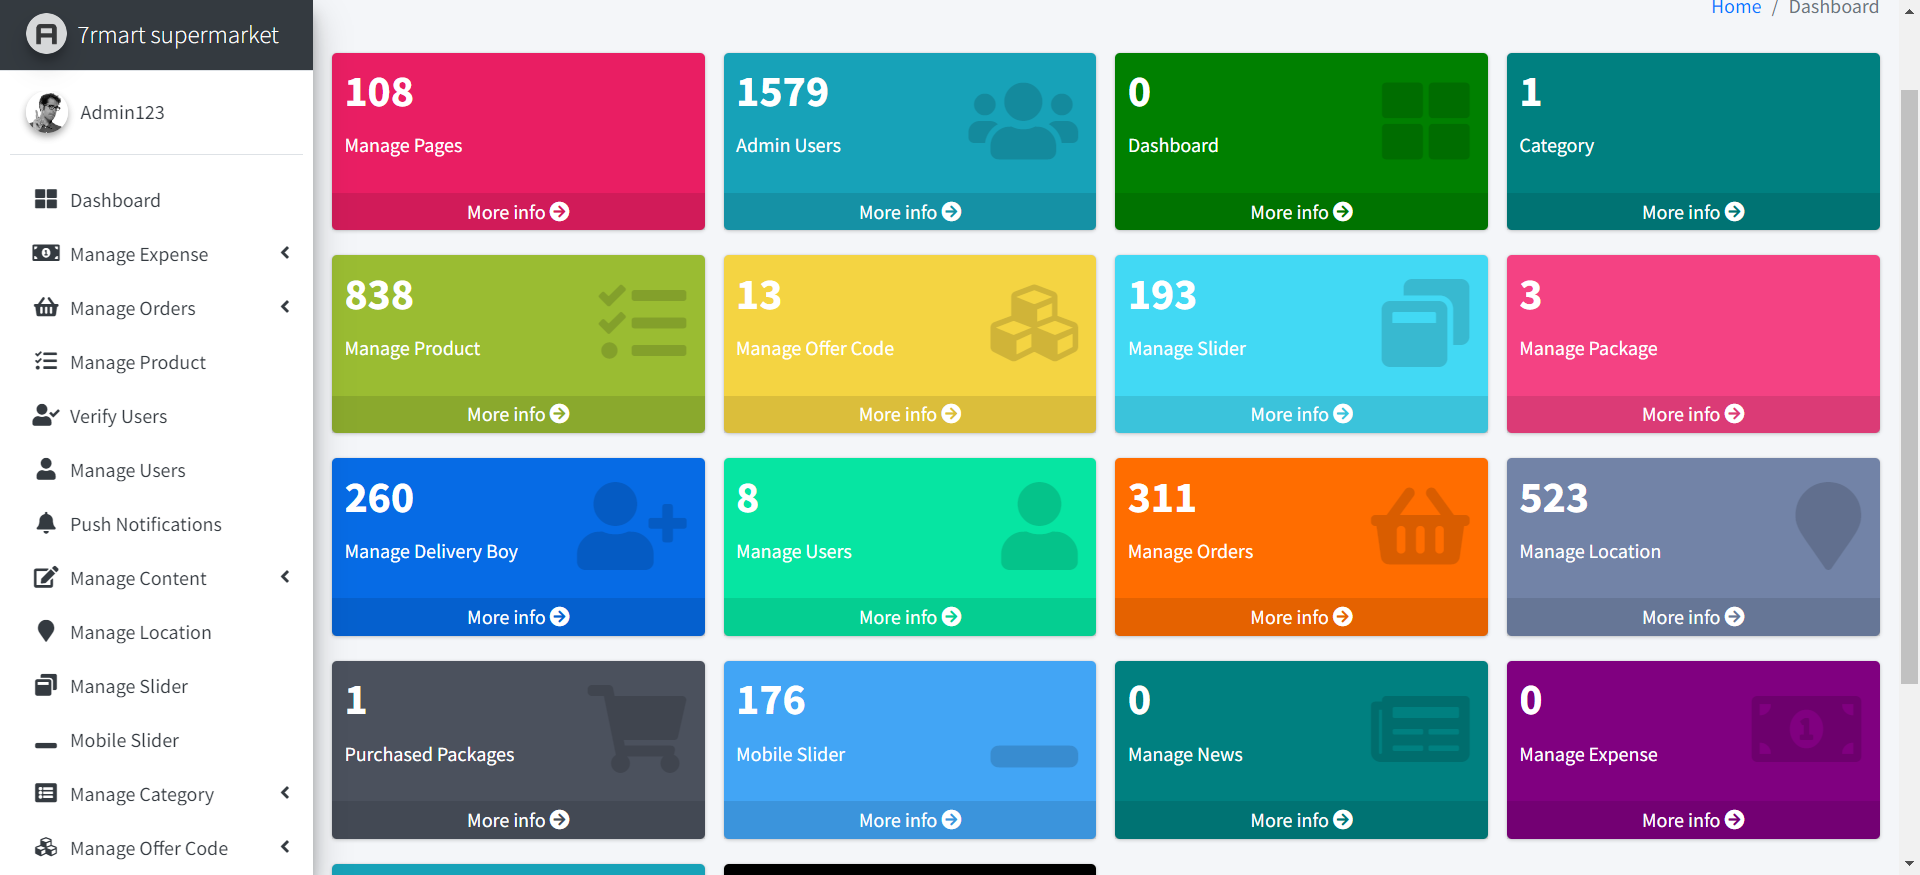 7rmart supermarket
Admin123
Dashboard
Manage Expense
Manage Orders
Manage Product
Verify Users
Manage Users
Push Notifications
Manage Content
Manage Location
Manage Slider
Mobile Slider
Manage Category
Manage Offer Code
Home / Dashboard
108
Manage Pages
More info
1579
Admin Users
More info
0
Dashboard
More info
1
Category
More info
838
Manage Product
More info
13
Manage Offer Code
More info
193
Manage Slider
More info
3
Manage Package
More info
260
Manage Delivery Boy
More info
8
Manage Users
More info
311
Manage Orders
More info
523
Manage Location
More info
1
Purchased Packages
More info
176
Mobile Slider
More info
0
Manage News
More info
0
Manage Expense
More info